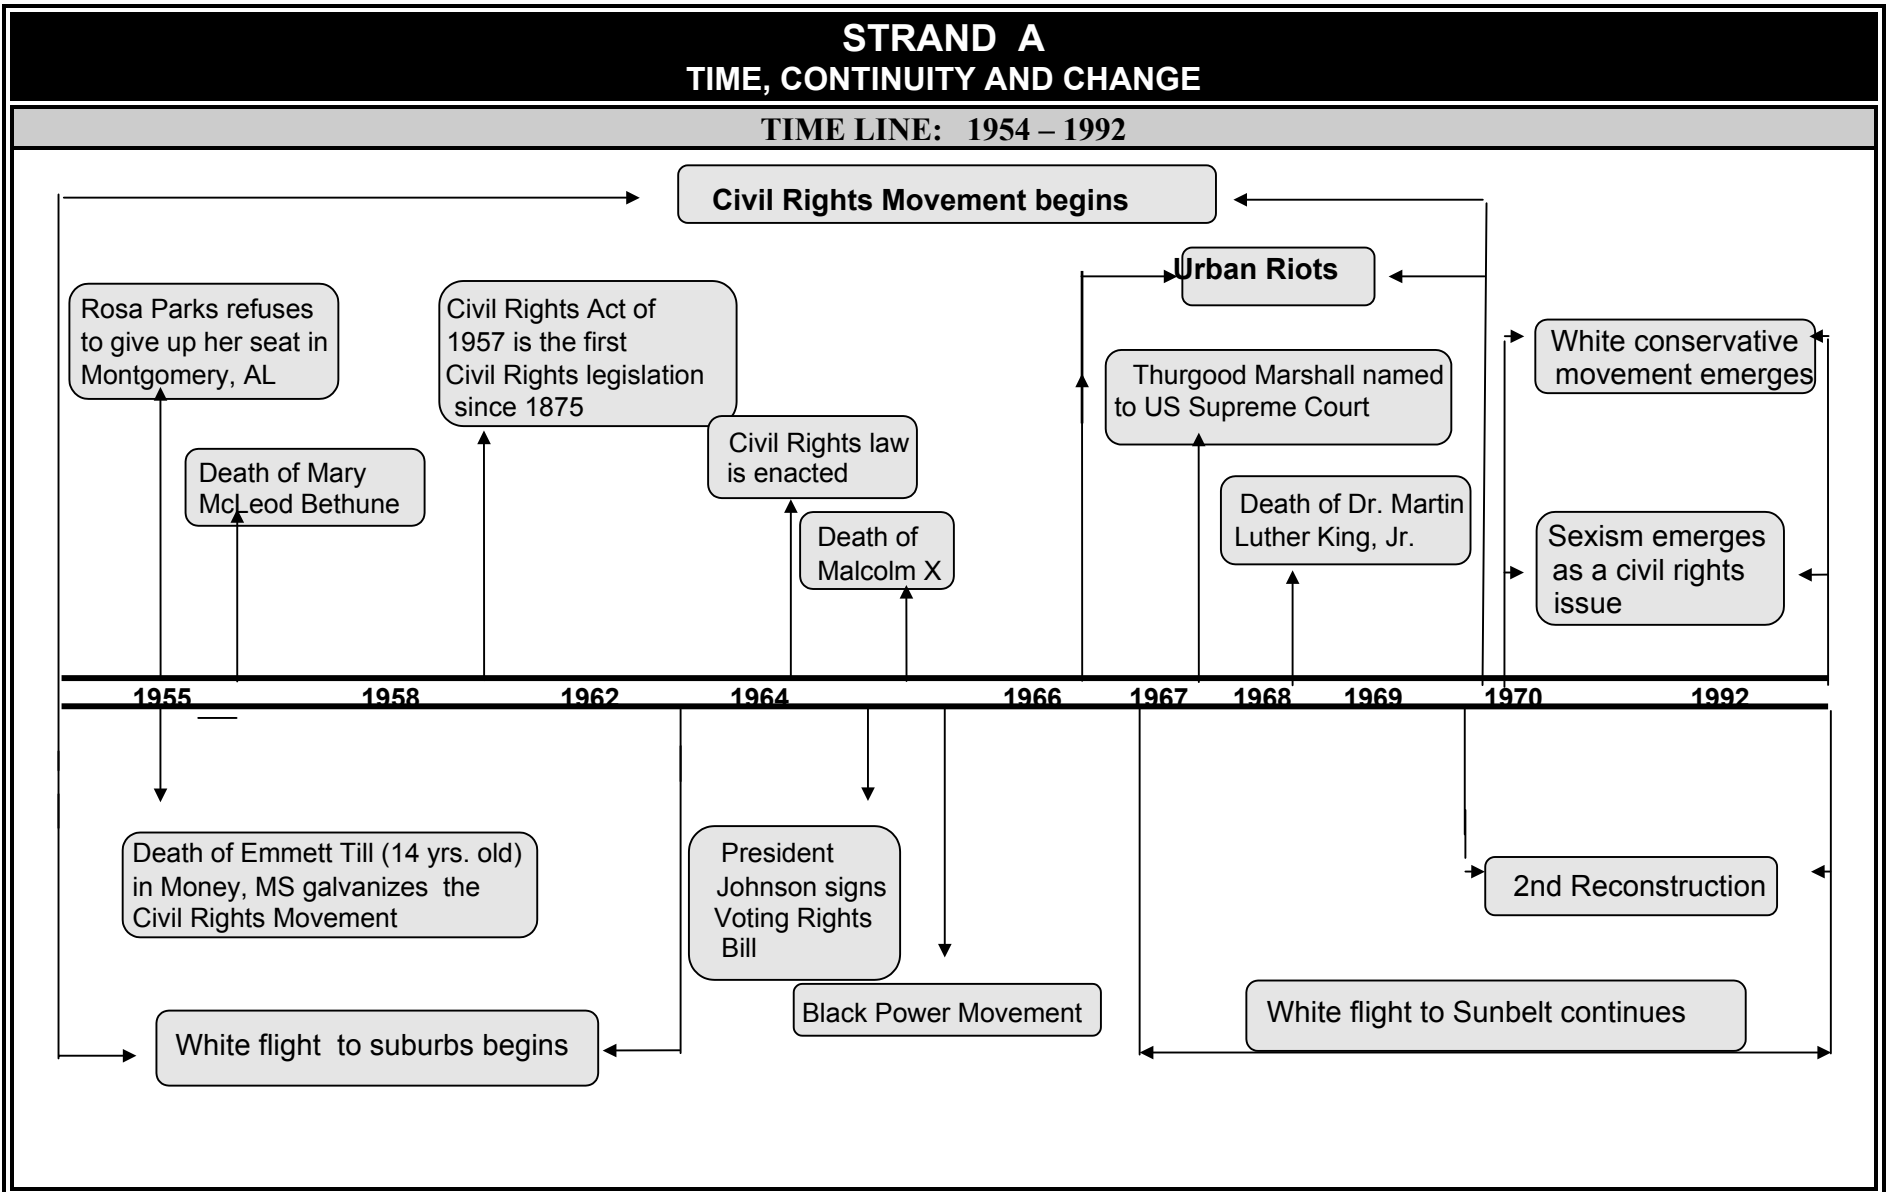 STRAND A
TIME, CONTINUITY AND CHANGE
TIME LINE: 1954 – 1992
Civil Rights Movement begins
Urban Riots
Rosa Parks refuses
to give up her seat in
Montgomery, AL
Civil Rights Act of
1957 is the first
Civil Rights legislation
since 1875
White conservative
movement emerges
Thurgood Marshall named
to US Supreme Court
Civil Rights law
is enacted
Death of Mary
McLeod Bethune
Death of Dr. Martin
Luther King, Jr.
Death of
Malcolm X
Sexism emerges
as a civil rights
issue
1955 1958 1962 1964 1966 1967 1968 1969 1970 1992
Death of Emmett Till (14 yrs. old)
in Money, MS galvanizes the
Civil Rights Movement
President
Johnson signs
Voting Rights
Bill
2nd Reconstruction
Black Power Movement
White flight to Sunbelt continues
White flight to suburbs begins